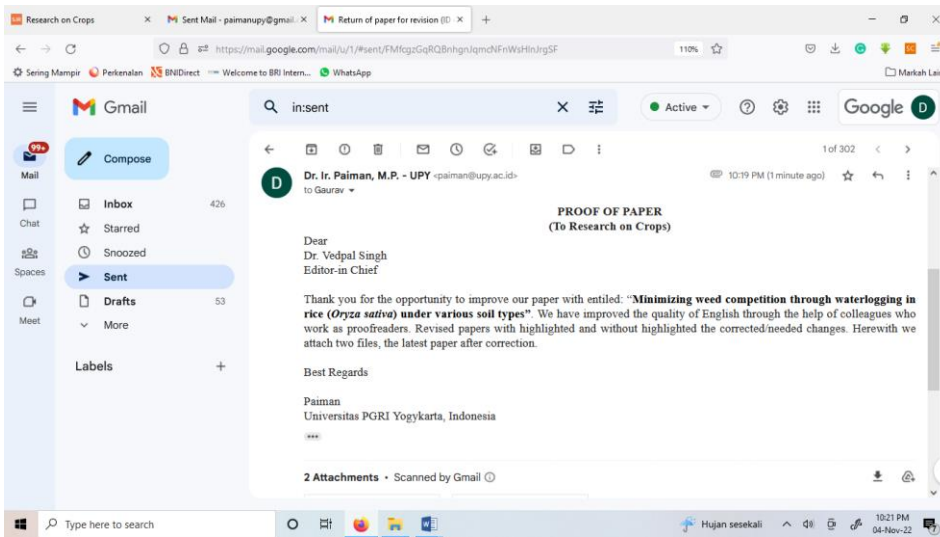 Research on Crops
Sent Mail - paimanupy@gmail.
Return of paper for revision (ID
https://mail.google.com/mail/u/1/#sent/FMfcgzGqRQBnhgnJqmcNFnWsHlnJrgSF
110%
Sering Mampir
Perkenalan
BNIDirect
Welcome to BRI Intern...
WhatsApp
Markah Lai
Gmail
in:sent
Active
Google
D
99+
Mail
Chat
Spaces
Meet
Compose
Inbox 426
Starred
Snoozed
Sent
Drafts 53
More
Labels
1 of 302
D
Dr. Ir. Paiman, M.P. - UPY <paiman@upy.ac.id>
10:19 PM (1 minute ago)
to Gaurav
PROOF OF PAPER
(To Research on Crops)
Dear
Dr. Vedpal Singh
Editor-in Chief
Thank you for the opportunity to improve our paper with entiled: “Minimizing weed competition through waterlogging in
rice (Oryza sativa) under various soil types”. We have improved the quality of English through the help of colleagues who
work as proofreaders. Revised papers with highlighted and without highlighted the corrected/needed changes. Herewith we
attach two files, the latest paper after correction.
Best Regards
Paiman
Universitas PGRI Yogykarta, Indonesia
2 Attachments • Scanned by Gmail
Type here to search
Hujan sesekali
10:21 PM
04-Nov-22